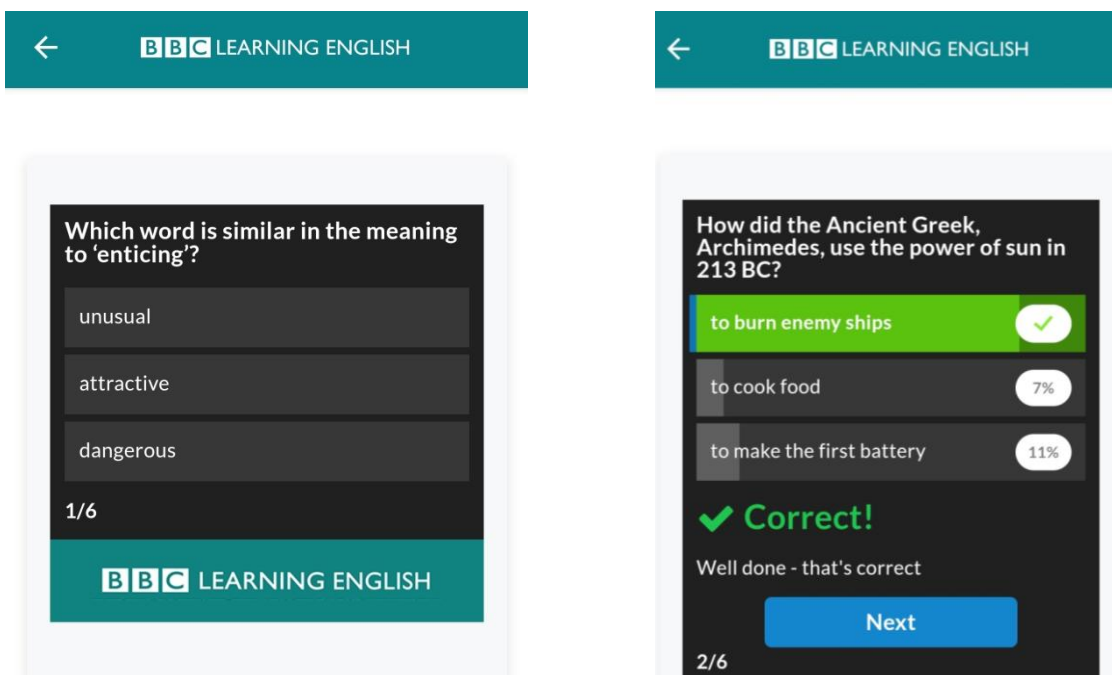 BBC LEARNING ENGLISH
Which word is similar in the meaning
to ‘enticing’?
unusual
attractive
dangerous
1/6
BBC LEARNING ENGLISH
BBC LEARNING ENGLISH
How did the Ancient Greek,
Archimedes, use the power of sun in
213 BC?
to burn enemy ships
to cook food 7%
to make the first battery 11%
Correct!
Well done - that's correct
Next
2/6